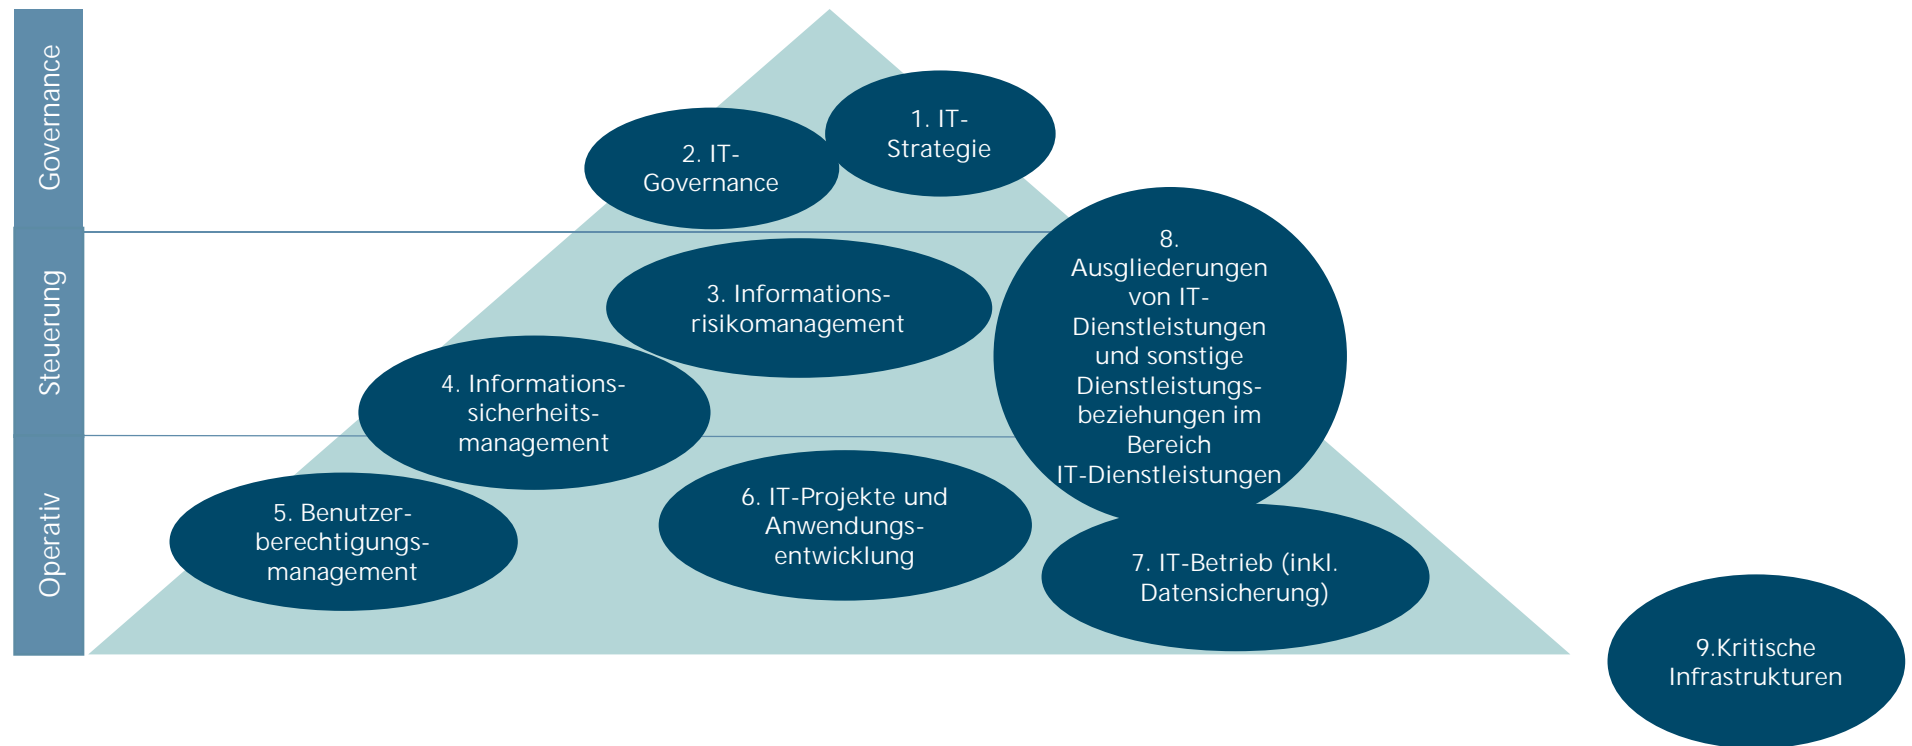 Governance
1. IT-
Strategie
2. IT-
Governance
Steuerung
3. Informations-
risikomanagement
4. Informations-
sicherheits-
management
8.
Ausgliederungen
von IT-
Dienstleistungen
und sonstige
Dienstleistungs-
beziehungen im
Bereich
IT-Dienstleistungen
Operativ
5. Benutzer-
berechtigungs-
management
6. IT-Projekte und
Anwendungs-
entwicklung
7. IT-Betrieb (inkl.
Datensicherung)
9.Kritische
Infrastrukturen